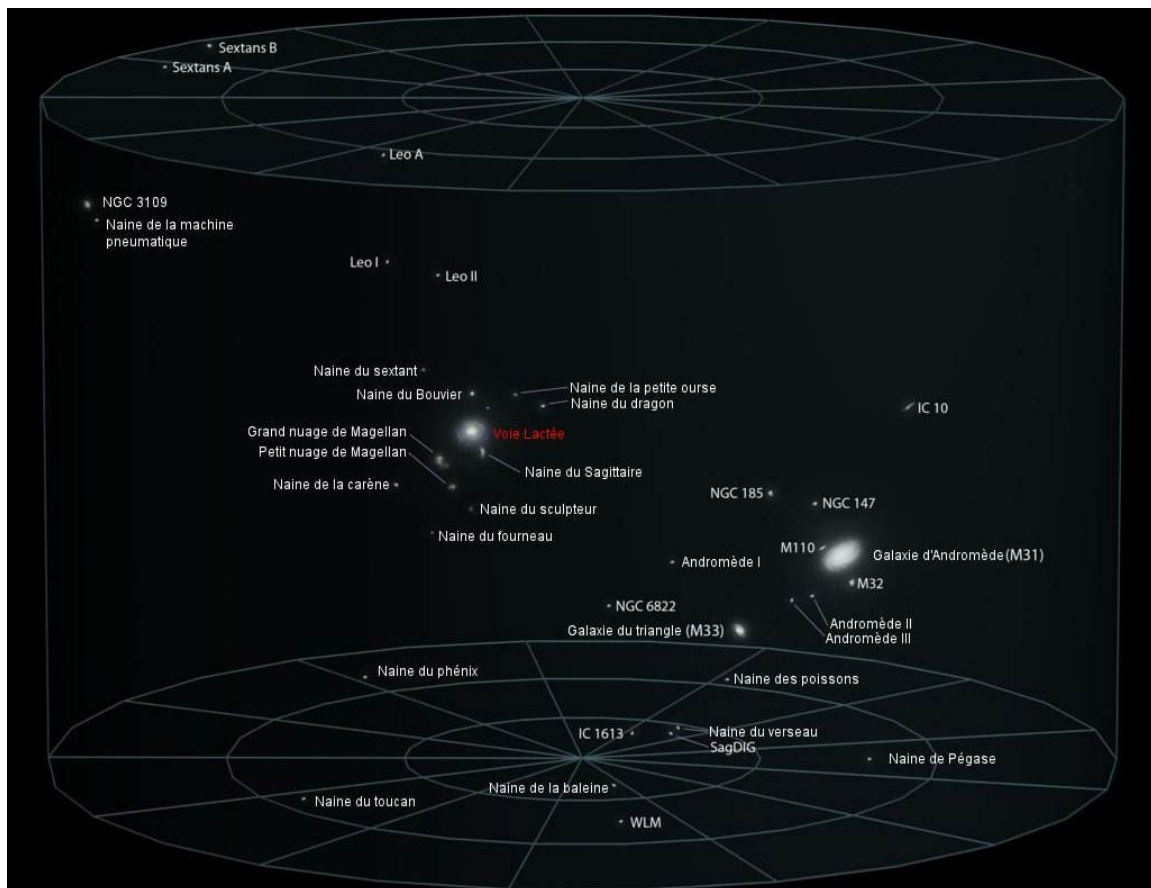 Sextans B
Sextans A
Leo A
NGC 3109
Naine de la machine
pneumatique
Leo I
Leo II
Naine du sextant
Naine du Bouvier
Naine de la petite ourse
Naine du dragon
IC 10
Grand nuage de Magellan
Voie Lactée
Petit nuage de Magellan
Naine du Sagittaire
Naine de la carène
NGC 185
NGC 147
Naine du sculpteur
Naine du fourneau
M110
Galaxie d'Andromède (M31)
Andromède I
M32
NGC 6822
Andromède II
Galaxie du triangle (M33)
Andromède III
Naine du phénix
Naine des poissons
IC 1613
Naine du verseau
SagDIG
Naine de Pégase
Naine de la baleine
Naine du toucan
WLM